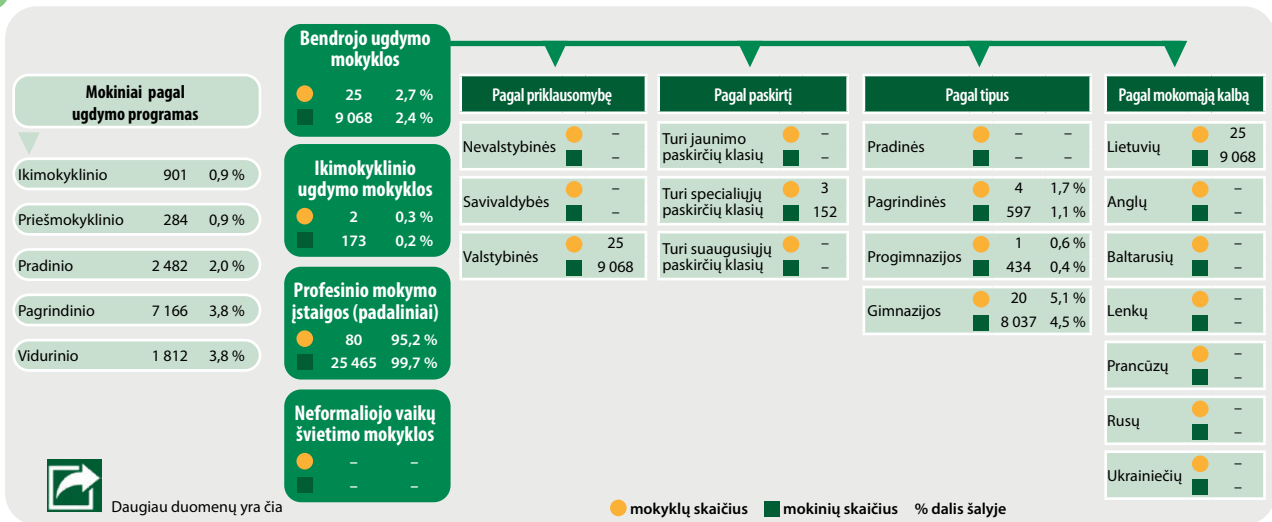 Mokiniai pagal
ugdymo programas
Ikimokyklinio 901 0,9 %
Priešmokyklinio 284 0,9 %
Pradinio 2 482 2,0 %
Pagrindinio 7 166 3,8 %
Vidurinio 1 812 3,8 %
Daugiau duomenų yra čia
Bendrojo ugdymo
mokyklos
25 2,7 %
9 068 2,4 %
Ikimokyklinio
ugdymo mokyklos
2 0,3 %
173 0,2 %
Profesinio mokymo
įstaigos (padaliniai)
80 95,2 %
25 465 99,7 %
Neformaliojo vaikų
švietimo mokyklos
– –
– –
Pagal priklausomybę
Nevalstybinės –
–
Savivaldybės –
–
Valstybinės 25
9 068
Pagal paskirtį
Turi jaunimo –
paskirčių klasių –
Turi specialiųjų 3
paskirčių klasių 152
Turi suaugusiųjų –
paskirčių klasių –
Pagal tipus
Pradinės – –
– –
Pagrindinės 4 1,7 %
597 1,1 %
Progimnazijos 1 0,6 %
434 0,4 %
Gimnazijos 20 5,1 %
8 037 4,5 %
Pagal mokomąją kalbą
Lietuvių 25
9 068
Anglų –
–
Baltarusių –
–
Lenkų –
–
Prancūzų –
–
Rusų –
–
Ukrainiečių –
–
mokyklų skaičius mokinių skaičius % dalis šalyje